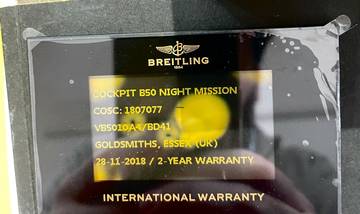 BREITLING
1884
COCKPIT B50 NIGHT MISSION
COSC: 1807077
VB5010A4/BD41
GOLDSMITHS, ESSEX (UK)
28-11-2018 / 2-YEAR WARRANTY
INTERNATIONAL WARRANTY